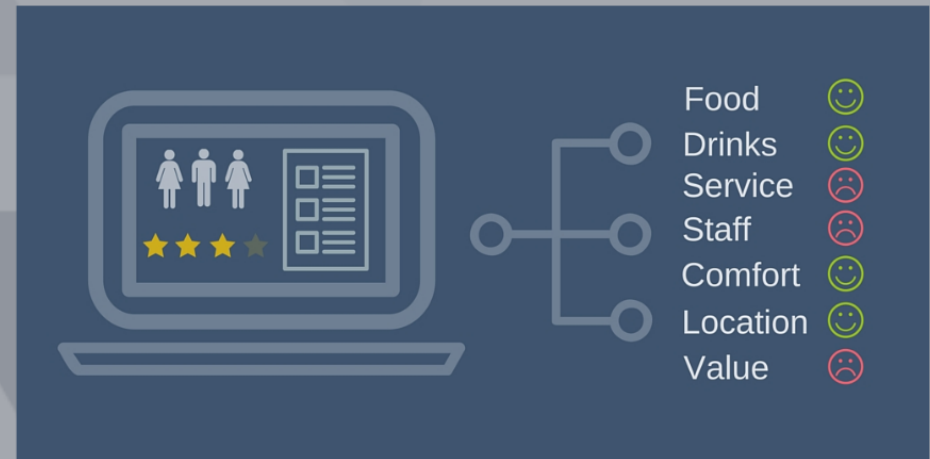 Food
Drinks
Service
Staff
Comfort
Location
Value